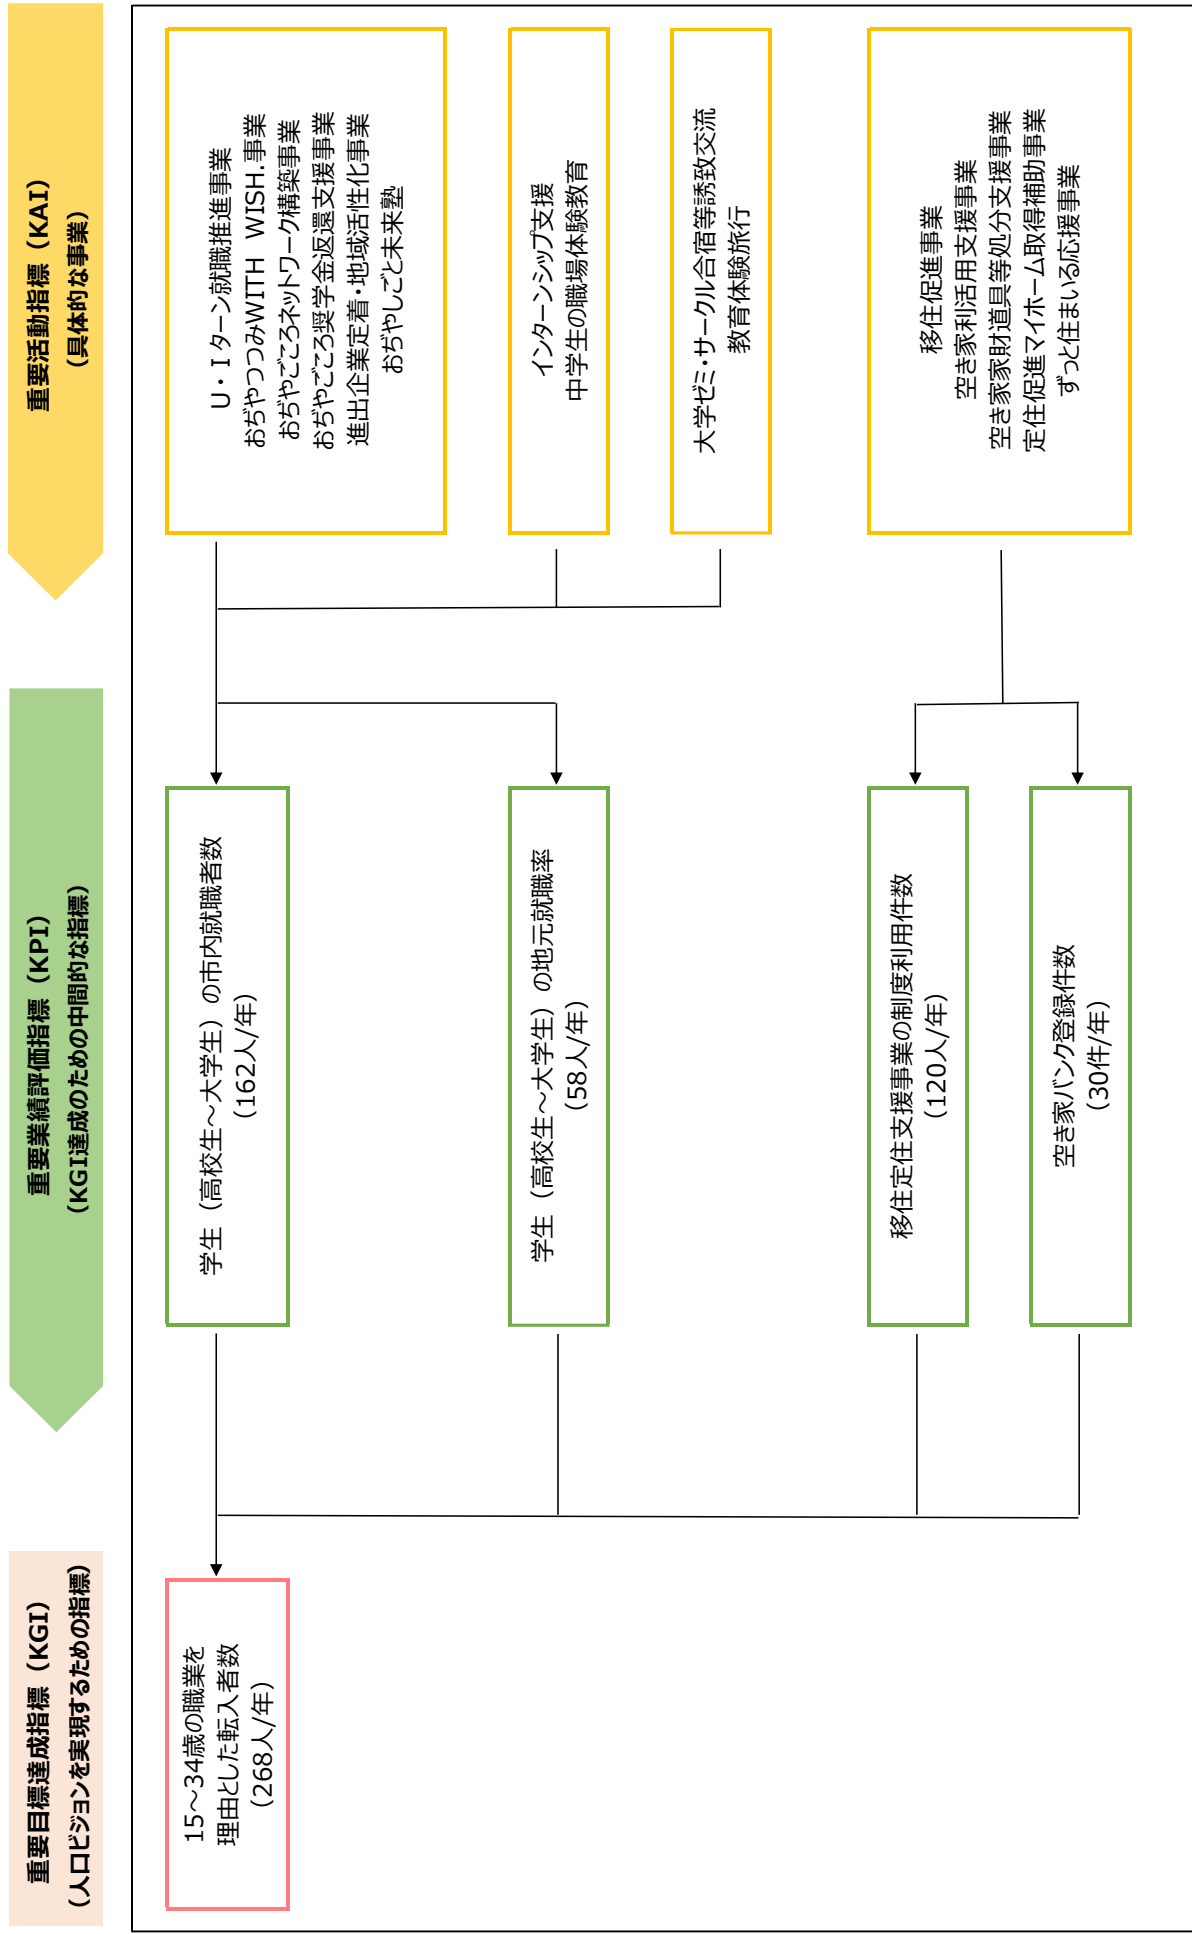 重要目標達成指標（KGI）
（人口ビジョンを実現するための指標）
重要業績評価指標（KPI）
（KGI達成のための中間的な指標）
重要活動指標（KAI）
（具体的な事業）
15～34歳の職業を
理由とした転入者数
（268人/年）
学生（高校生～大学生）の市内就職者数
（162人/年）
学生（高校生～大学生）の地元就職率
（58人/年）
移住定住支援事業の制度利用件数
（120人/年）
空き家バンク登録件数
（30件/年）
U・Iターン就職推進事業
おぢやつつみWITH WISH.事業
おぢやごころネットワーク構築事業
おぢやごころ奨学金返還支援事業
進出企業定着・地域活性化事業
おぢやしごと未来塾
インターンシップ支援
中学生の職場体験教育
大学ゼミ・サークル合宿等誘致交流
教育体験旅行
移住促進事業
空き家利活用支援事業
空き家家財道具等処分支援事業
定住促進マイホーム取得補助事業
ずっと住まいる応援事業